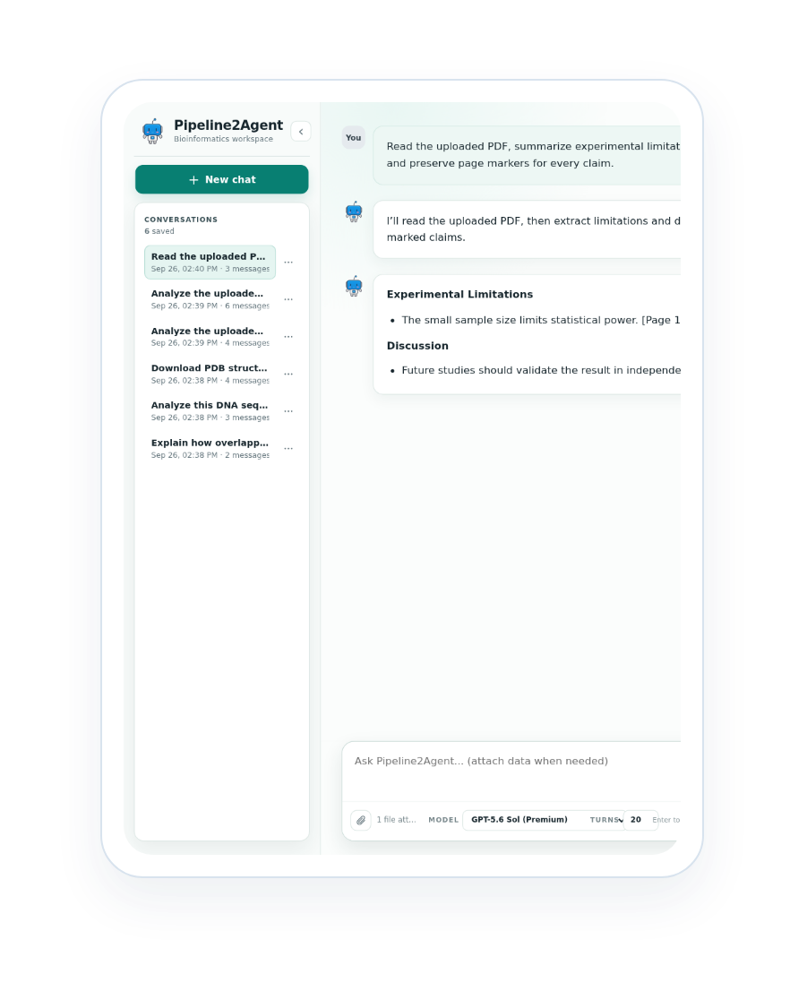 Pipeline2Agent
Bioinformatics workspace
New chat
CONVERSATIONS
6 saved
Read the uploaded P...
Sep 26, 02:40 PM · 3 messages
Analyze the uploade...
Sep 26, 02:39 PM · 6 messages
Analyze the uploade...
Sep 26, 02:39 PM · 4 messages
Download PDB struct...
Sep 26, 02:38 PM · 4 messages
Analyze this DNA seq...
Sep 26, 02:38 PM · 3 messages
Explain how overlapp...
Sep 26, 02:38 PM · 2 messages
You
Read the uploaded PDF, summarize experimental limitat
and preserve page markers for every claim.
I’ll read the uploaded PDF, then extract limitations and d
marked claims.
Experimental Limitations
• The small sample size limits statistical power. [Page 1
Discussion
• Future studies should validate the result in independe
Ask Pipeline2Agent... (attach data when needed)
1 file att... MODEL GPT-5.6 Sol (Premium) TURNS 20 Enter to